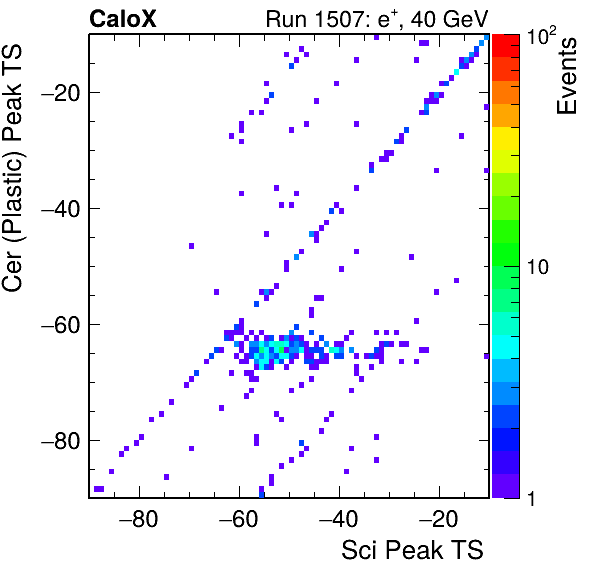 CaloX Run 1507: e⁺, 40 GeV
Cer (Plastic) Peak TS
−20
−40
−60
−80
−80 −60 −40 −20
Sci Peak TS
10²
10
1
Events